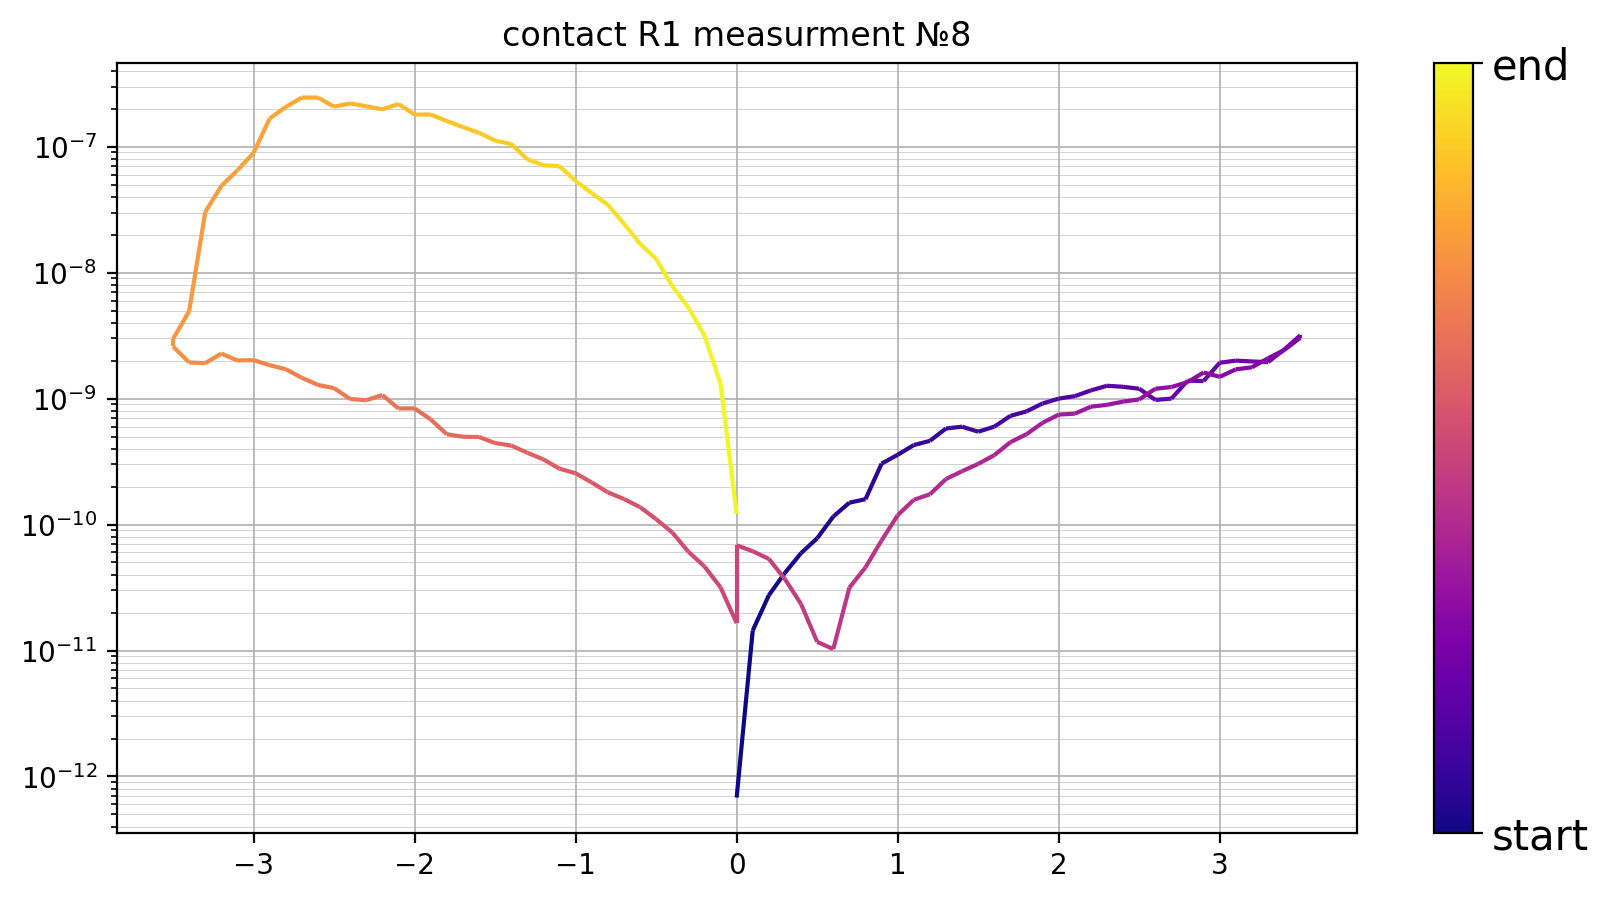 contact R1 measurment №8
10⁻⁷
10⁻⁸
10⁻⁹
10⁻¹⁰
10⁻¹¹
10⁻¹²
−3 −2 −1 0 1 2 3
end
start